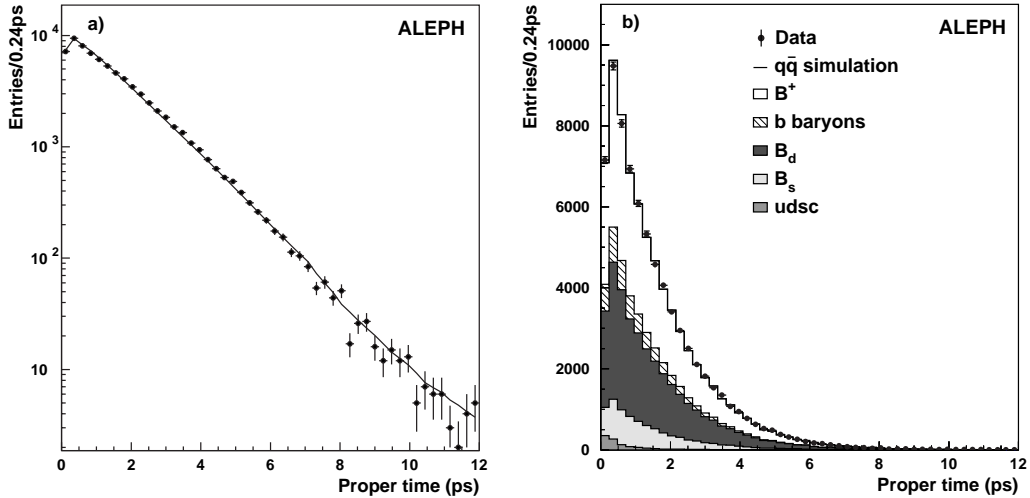 a)
ALEPH
Entries/0.24ps
10^4
10^3
10^2
10
0 2 4 6 8 10 12
Proper time (ps)
b)
ALEPH
Entries/0.24ps
10000
8000
6000
4000
2000
0
Data
qq̄ simulation
B^+
b baryons
B_d
B_s
udsc
0 2 4 6 8 10 12
Proper time (ps)